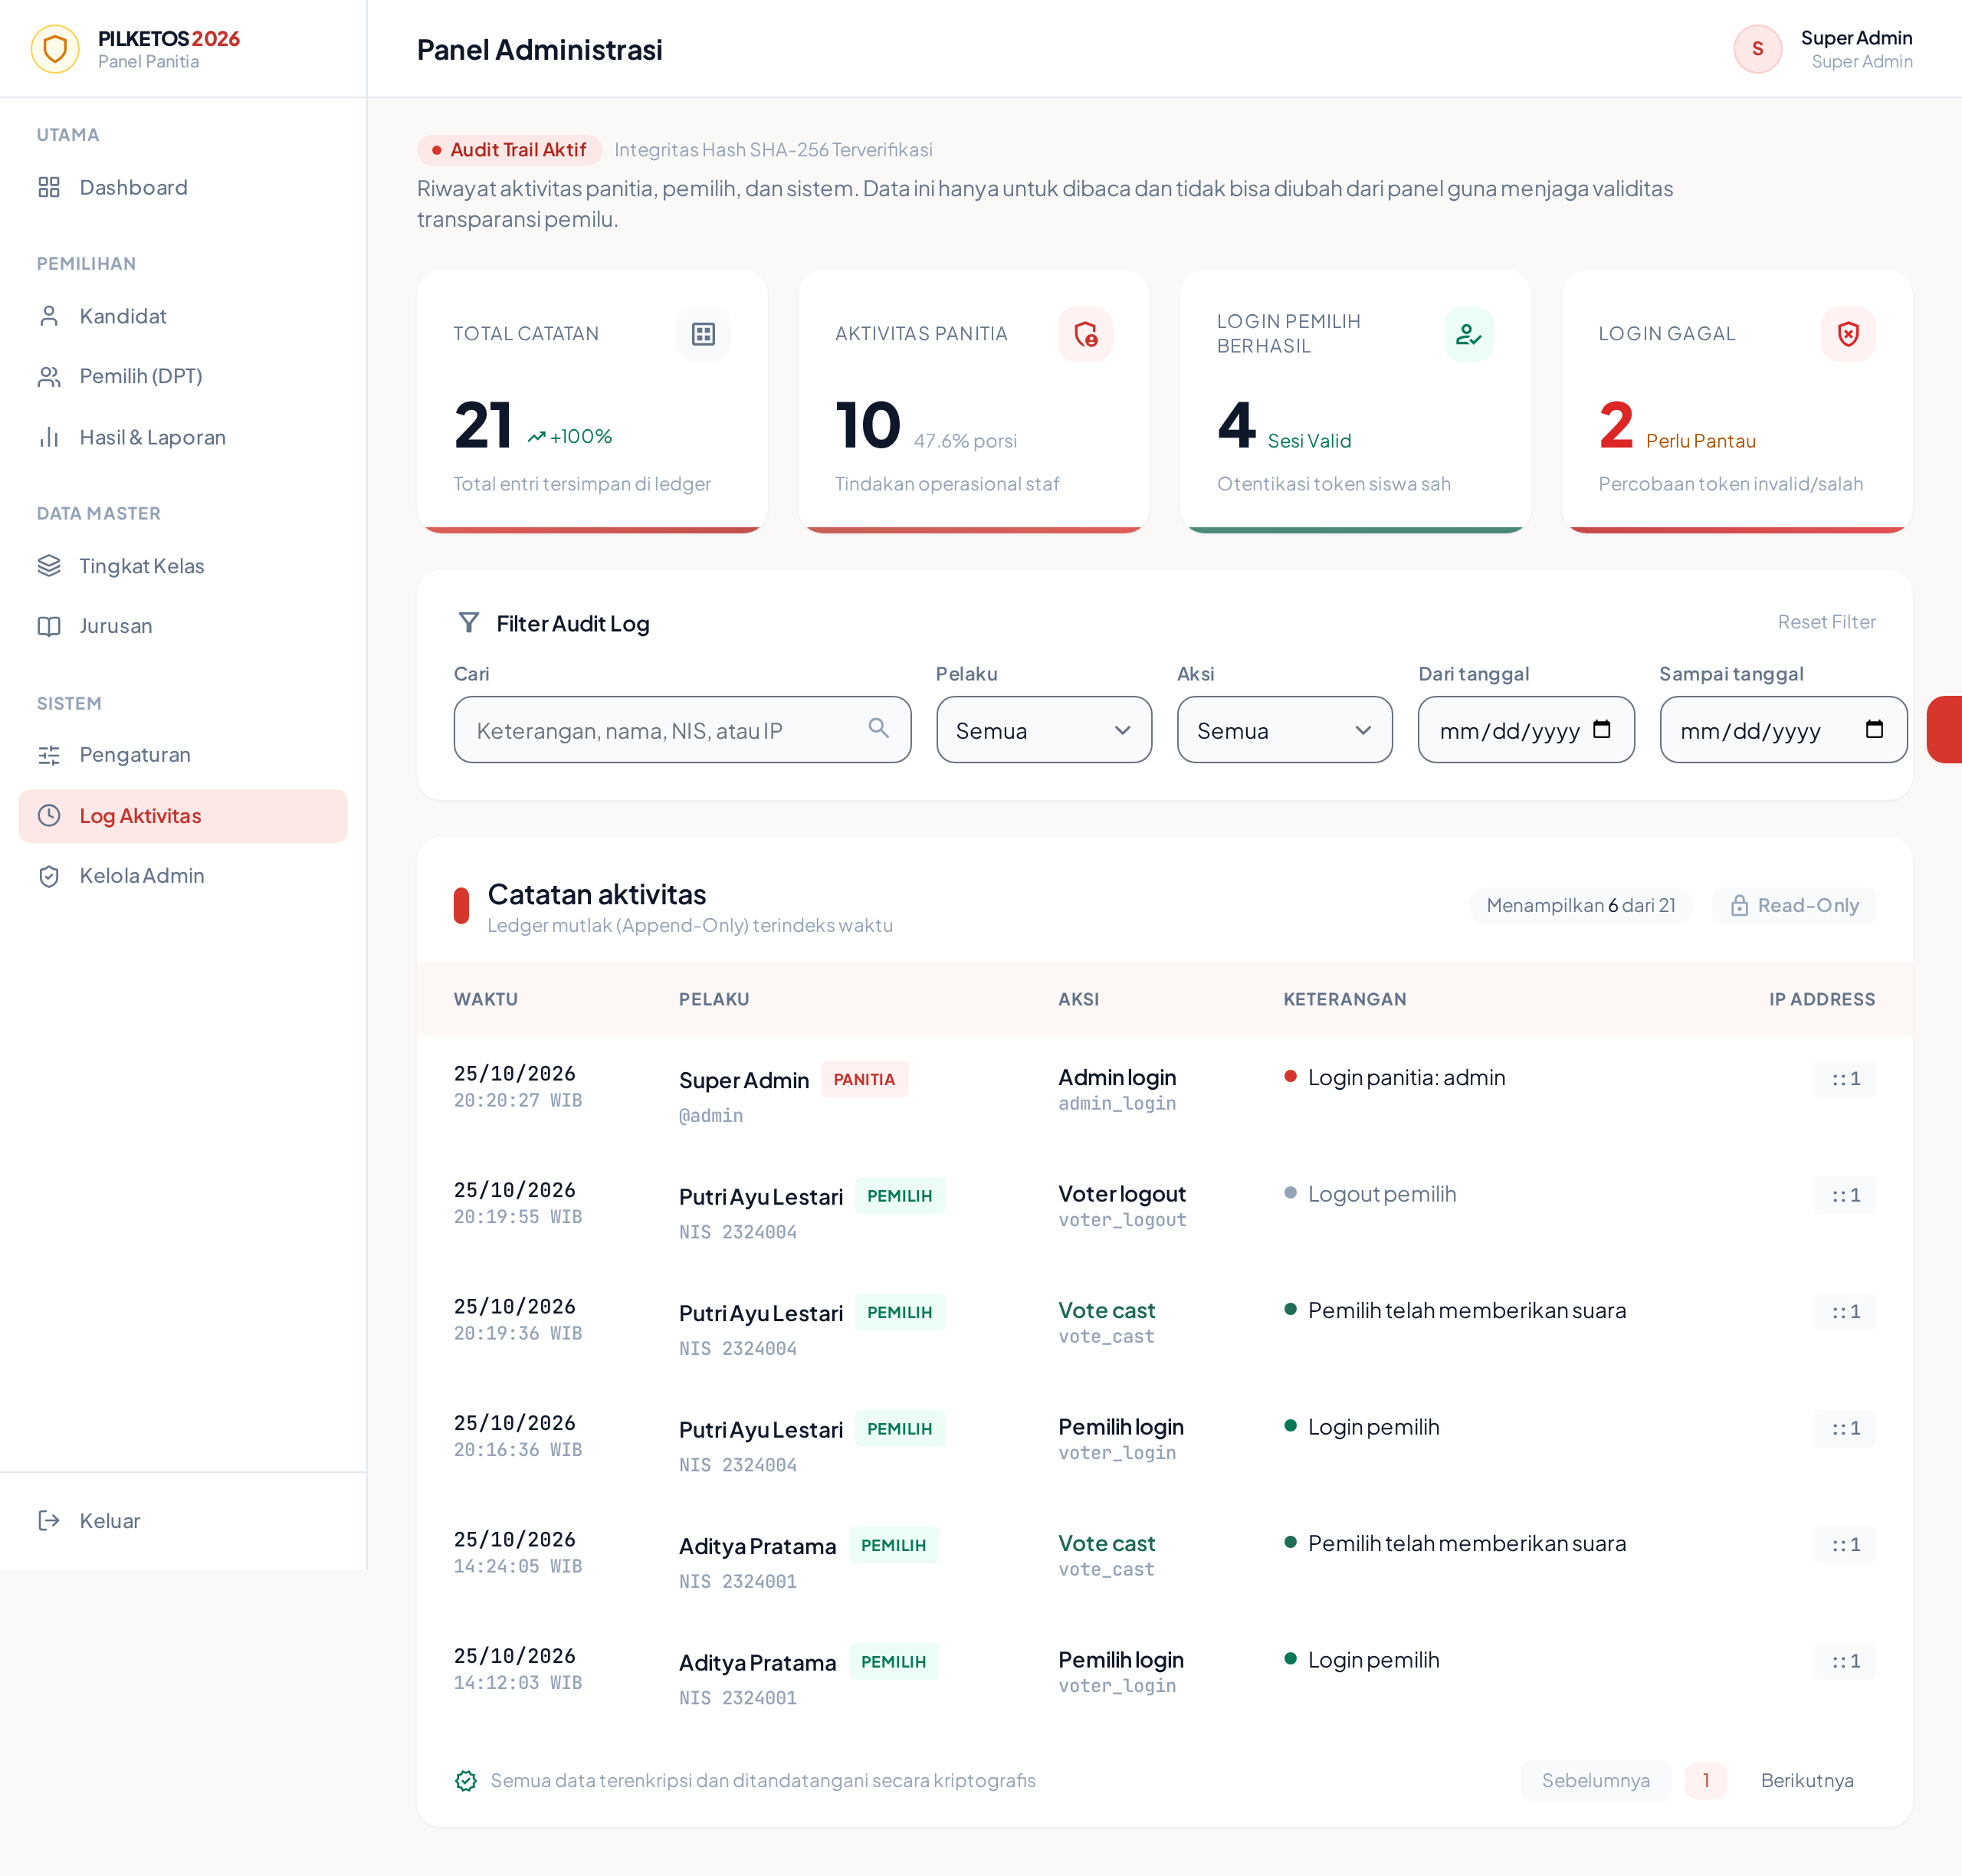 PILKETOS 2026
Panel Panitia
UTAMA
Dashboard
PEMILIHAN
Kandidat
Pemilih (DPT)
Hasil & Laporan
DATA MASTER
Tingkat Kelas
Jurusan
SISTEM
Pengaturan
Log Aktivitas
Kelola Admin
Keluar
Panel Administrasi
S
Super Admin
Super Admin
Audit Trail Aktif Integritas Hash SHA-256 Terverifikasi
Riwayat aktivitas panitia, pemilih, dan sistem. Data ini hanya untuk dibaca dan tidak bisa diubah dari panel guna menjaga validitas
transparansi pemilu.
TOTAL CATATAN
21 +100%
Total entri tersimpan di ledger
AKTIVITAS PANITIA
10 47.6% porsi
Tindakan operasional staf
LOGIN PEMILIH
BERHASIL
4 Sesi Valid
Otentikasi token siswa sah
LOGIN GAGAL
2 Perlu Pantau
Percobaan token invalid/salah
Filter Audit Log
Reset Filter
Cari
Keterangan, nama, NIS, atau IP
Pelaku
Semua
Aksi
Semua
Dari tanggal
mm/dd/yyyy
Sampai tanggal
mm/dd/yyyy
Catatan aktivitas
Ledger mutlak (Append-Only) terindeks waktu
Menampilkan 6 dari 21
Read-Only
WAKTU PELAKU AKSI KETERANGAN IP ADDRESS
25/10/2026 Super Admin PANITIA Admin login Login panitia: admin ::1
20:20:27 WIB @admin admin_login
25/10/2026 Putri Ayu Lestari PEMILIH Voter logout Logout pemilih ::1
20:19:55 WIB NIS 2324004 voter_logout
25/10/2026 Putri Ayu Lestari PEMILIH Vote cast Pemilih telah memberikan suara ::1
20:19:36 WIB NIS 2324004 vote_cast
25/10/2026 Putri Ayu Lestari PEMILIH Pemilih login Login pemilih ::1
20:16:36 WIB NIS 2324004 voter_login
25/10/2026 Aditya Pratama PEMILIH Vote cast Pemilih telah memberikan suara ::1
14:24:05 WIB NIS 2324001 vote_cast
25/10/2026 Aditya Pratama PEMILIH Pemilih login Login pemilih ::1
14:12:03 WIB NIS 2324001 voter_login
Semua data terenkripsi dan ditandatangani secara kriptografis
Sebelumnya 1 Berikutnya